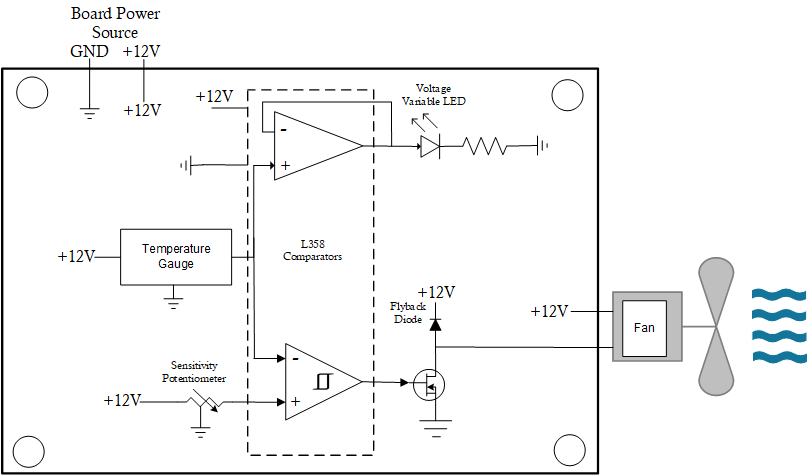 Board Power
Source
GND +12V
+12V
+12V
Voltage
Variable LED
-
+
+12V
Temperature
Gauge
L358
Comparators
+12V
Flyback
Diode
+12V
Fan
Sensitivity
Potentiometer
-
+12V
+